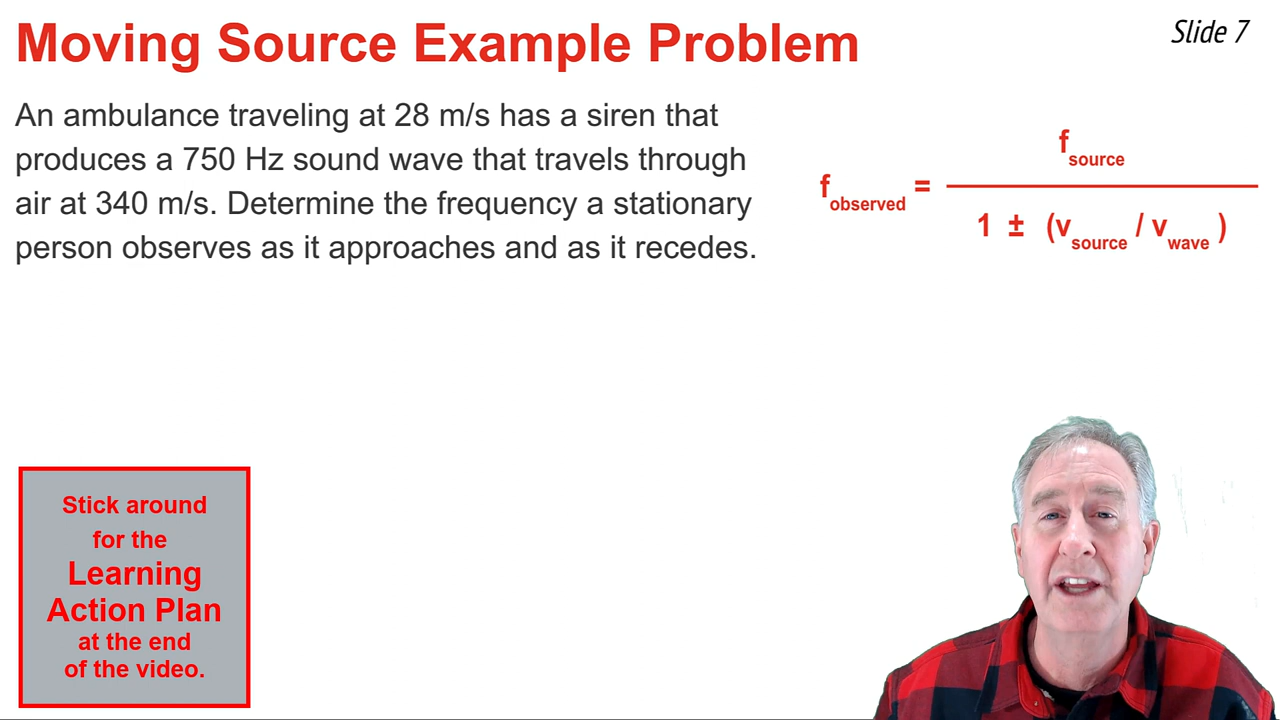 Moving Source Example Problem
Slide 7
An ambulance traveling at 28 m/s has a siren that
produces a 750 Hz sound wave that travels through
air at 340 m/s. Determine the frequency a stationary
person observes as it approaches and as it recedes.
f source
f observed =
1 ± (v source / v wave )
Stick around
for the
Learning
Action Plan
at the end
of the video.